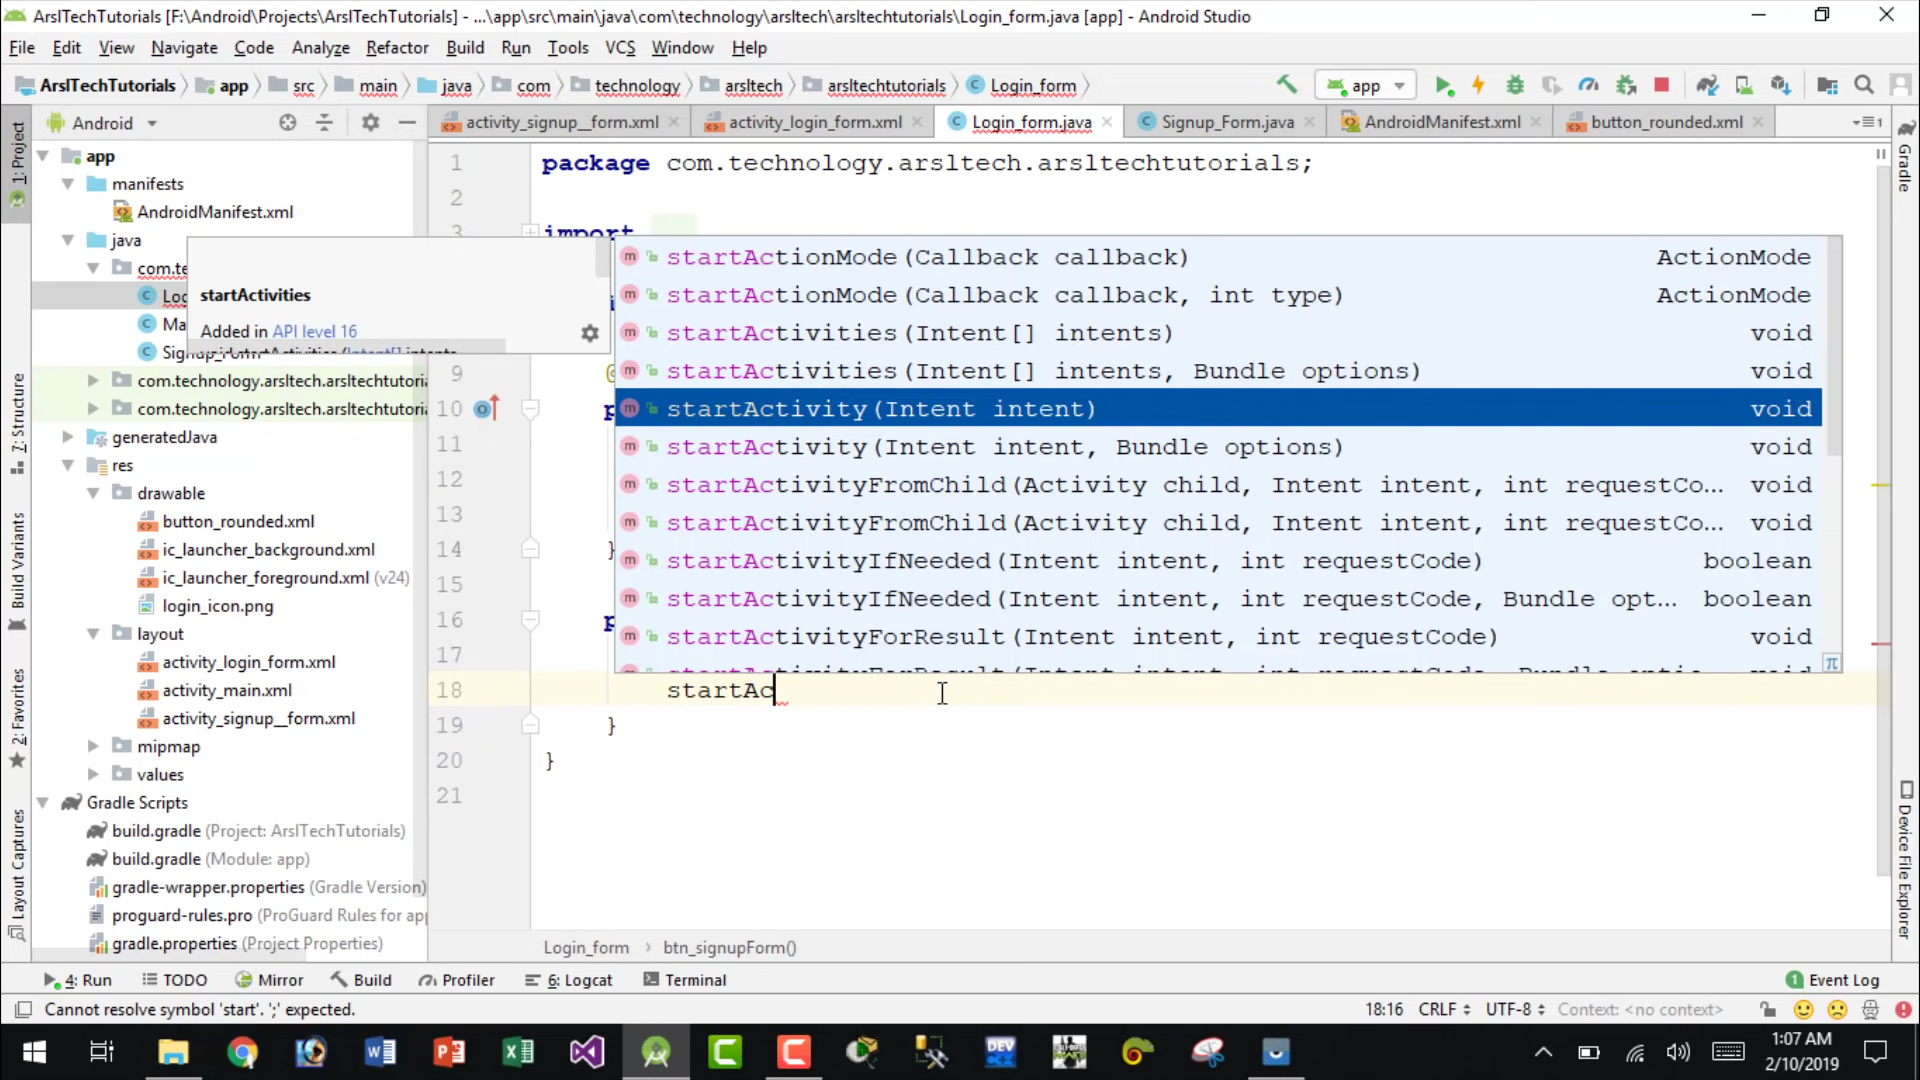 ArslTechTutorials [F:\Android\Projects\ArslTechTutorials] - ...\app\src\main\java\com\technology\arsltech\arsltechtutorials\Login_form.java [app] - Android Studio
File Edit View Navigate Code Analyze Refactor Build Run Tools VCS Window Help
ArslTechTutorials app src main java com technology arsltech arsltechtutorials Login_form app
Android activity_signup__form.xml activity_login_form.xml Login_form.java Signup_Form.java AndroidManifest.xml button_rounded.xml
1: Project
7: Structure
Build Variants
2: Favorites
Layout Captures
Gradle
Device File Explorer
app
manifests
AndroidManifest.xml
java
com.te
Log
Ma
startActivities
Added in API level 16
com.technology.arsltech.arsltechtutoria
com.technology.arsltech.arsltechtutoria
generatedJava
res
drawable
button_rounded.xml
ic_launcher_background.xml
ic_launcher_foreground.xml (v24)
login_icon.png
layout
activity_login_form.xml
activity_main.xml
activity_signup__form.xml
mipmap
values
Gradle Scripts
build.gradle (Project: ArslTechTutorials)
build.gradle (Module: app)
gradle-wrapper.properties (Gradle Version)
proguard-rules.pro (ProGuard Rules for app
gradle.properties (Project Properties)
1 package com.technology.arsltech.arsltechtutorials;
2
3 import
9 @
10 p
11
12
13
14 }
15
16 p
17
18 startAc
19 }
20 }
21
startActionMode(Callback callback) ActionMode
startActionMode(Callback callback, int type) ActionMode
startActivities(Intent[] intents) void
startActivities(Intent[] intents, Bundle options) void
startActivity(Intent intent) void
startActivity(Intent intent, Bundle options) void
startActivityFromChild(Activity child, Intent intent, int requestCo... void
startActivityFromChild(Activity child, Intent intent, int requestCo... void
startActivityIfNeeded(Intent intent, int requestCode) boolean
startActivityIfNeeded(Intent intent, int requestCode, Bundle opt... boolean
startActivityForResult(Intent intent, int requestCode) void
π
Login_form › btn_signupForm()
4: Run TODO Mirror Build Profiler 6: Logcat Terminal 1 Event Log
Cannot resolve symbol 'start'. ';' expected. 18:16 CRLF UTF-8 Context: <no context>
1:07 AM
2/10/2019